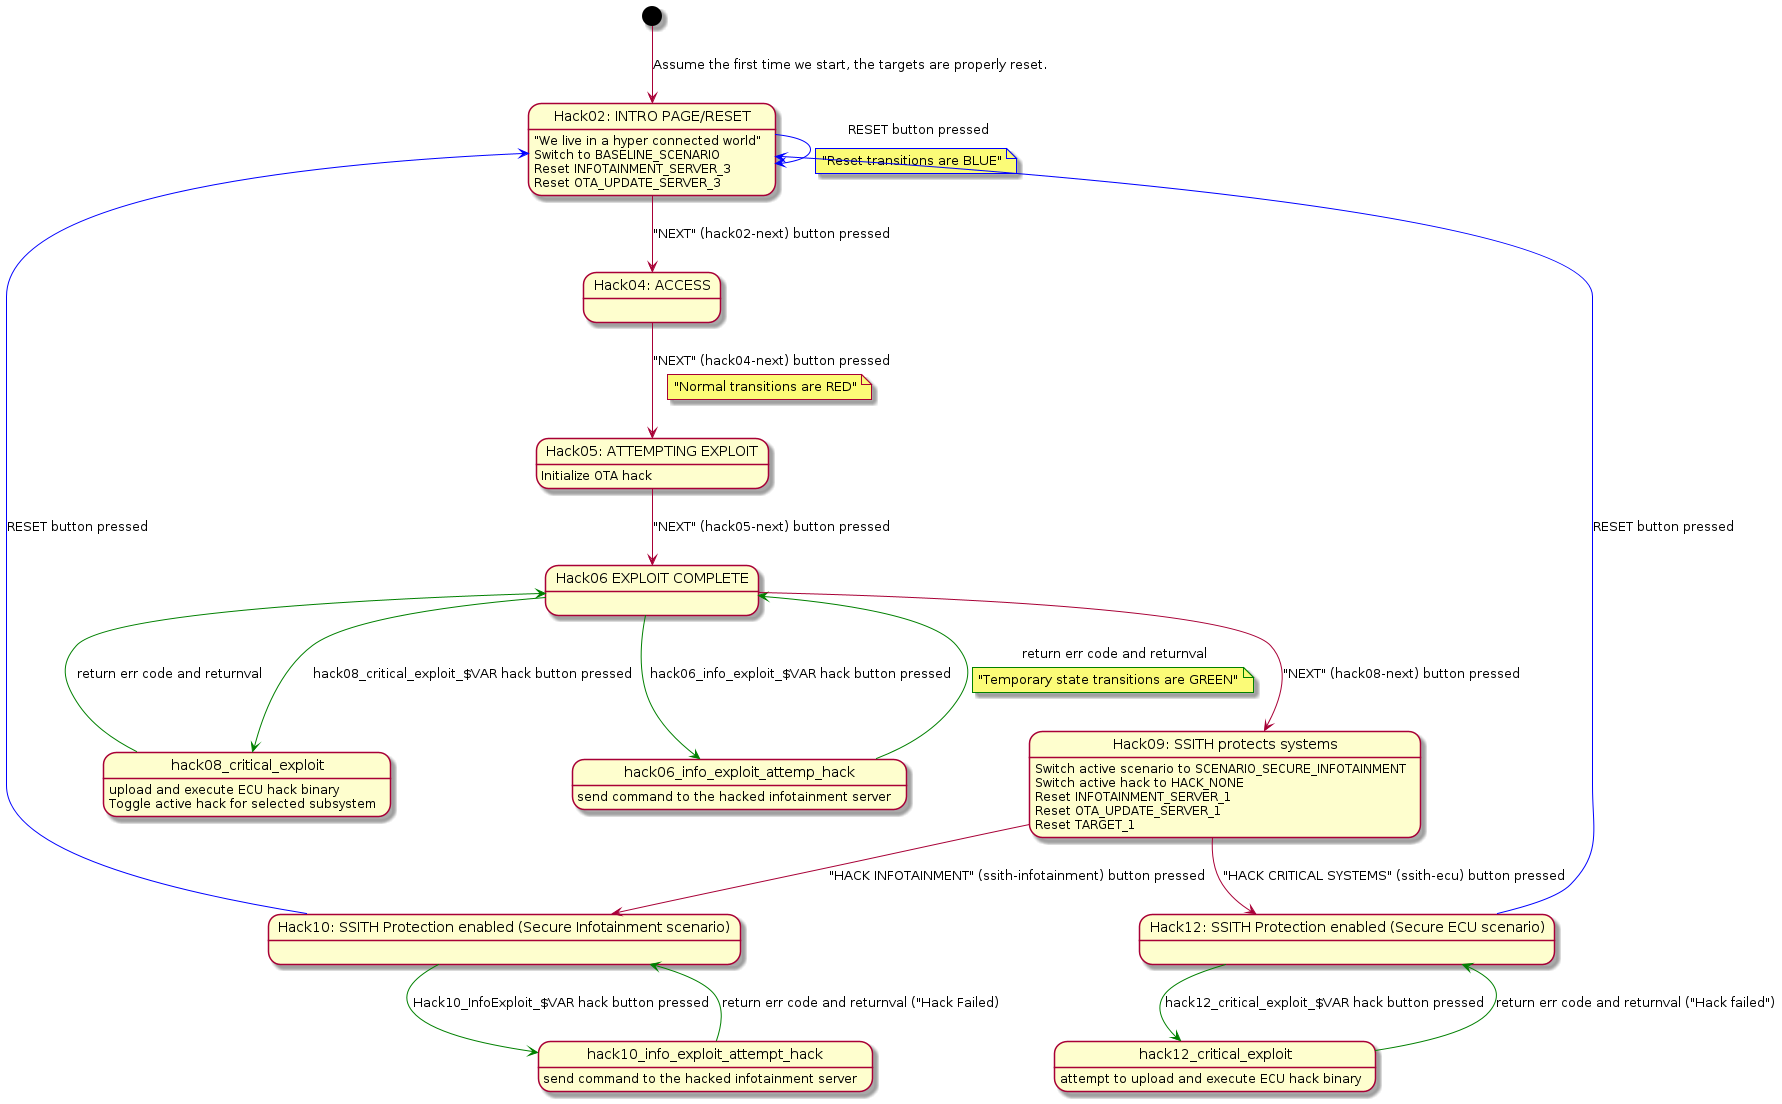 Assume the first time we start, the targets are properly reset.
Hack02: INTRO PAGE/RESET
"We live in a hyper connected world"
Switch to BASELINE_SCENARIO
Reset INFOTAINMENT_SERVER_3
Reset OTA_UPDATE_SERVER_3
RESET button pressed
"Reset transitions are BLUE"
"NEXT" (hack02-next) button pressed
Hack04: ACCESS
"NEXT" (hack04-next) button pressed
"Normal transitions are RED"
Hack05: ATTEMPTING EXPLOIT
Initialize OTA hack
RESET button pressed
"NEXT" (hack05-next) button pressed
RESET button pressed
Hack06 EXPLOIT COMPLETE
return err code and returnval
hack08_critical_exploit_$VAR hack button pressed
hack06_info_exploit_$VAR hack button pressed
return err code and returnval
"Temporary state transitions are GREEN"
"NEXT" (hack08-next) button pressed
hack08_critical_exploit
upload and execute ECU hack binary
Toggle active hack for selected subsystem
hack06_info_exploit_attemp_hack
send command to the hacked infotainment server
Hack09: SSITH protects systems
Switch active scenario to SCENARIO_SECURE_INFOTAINMENT
Switch active hack to HACK_NONE
Reset INFOTAINMENT_SERVER_1
Reset OTA_UPDATE_SERVER_1
Reset TARGET_1
"HACK INFOTAINMENT" (ssith-infotainment) button pressed
"HACK CRITICAL SYSTEMS" (ssith-ecu) button pressed
Hack10: SSITH Protection enabled (Secure Infotainment scenario)
Hack12: SSITH Protection enabled (Secure ECU scenario)
Hack10_InfoExploit_$VAR hack button pressed
return err code and returnval ("Hack Failed)
hack12_critical_exploit_$VAR hack button pressed
return err code and returnval ("Hack failed")
hack10_info_exploit_attempt_hack
send command to the hacked infotainment server
hack12_critical_exploit
attempt to upload and execute ECU hack binary